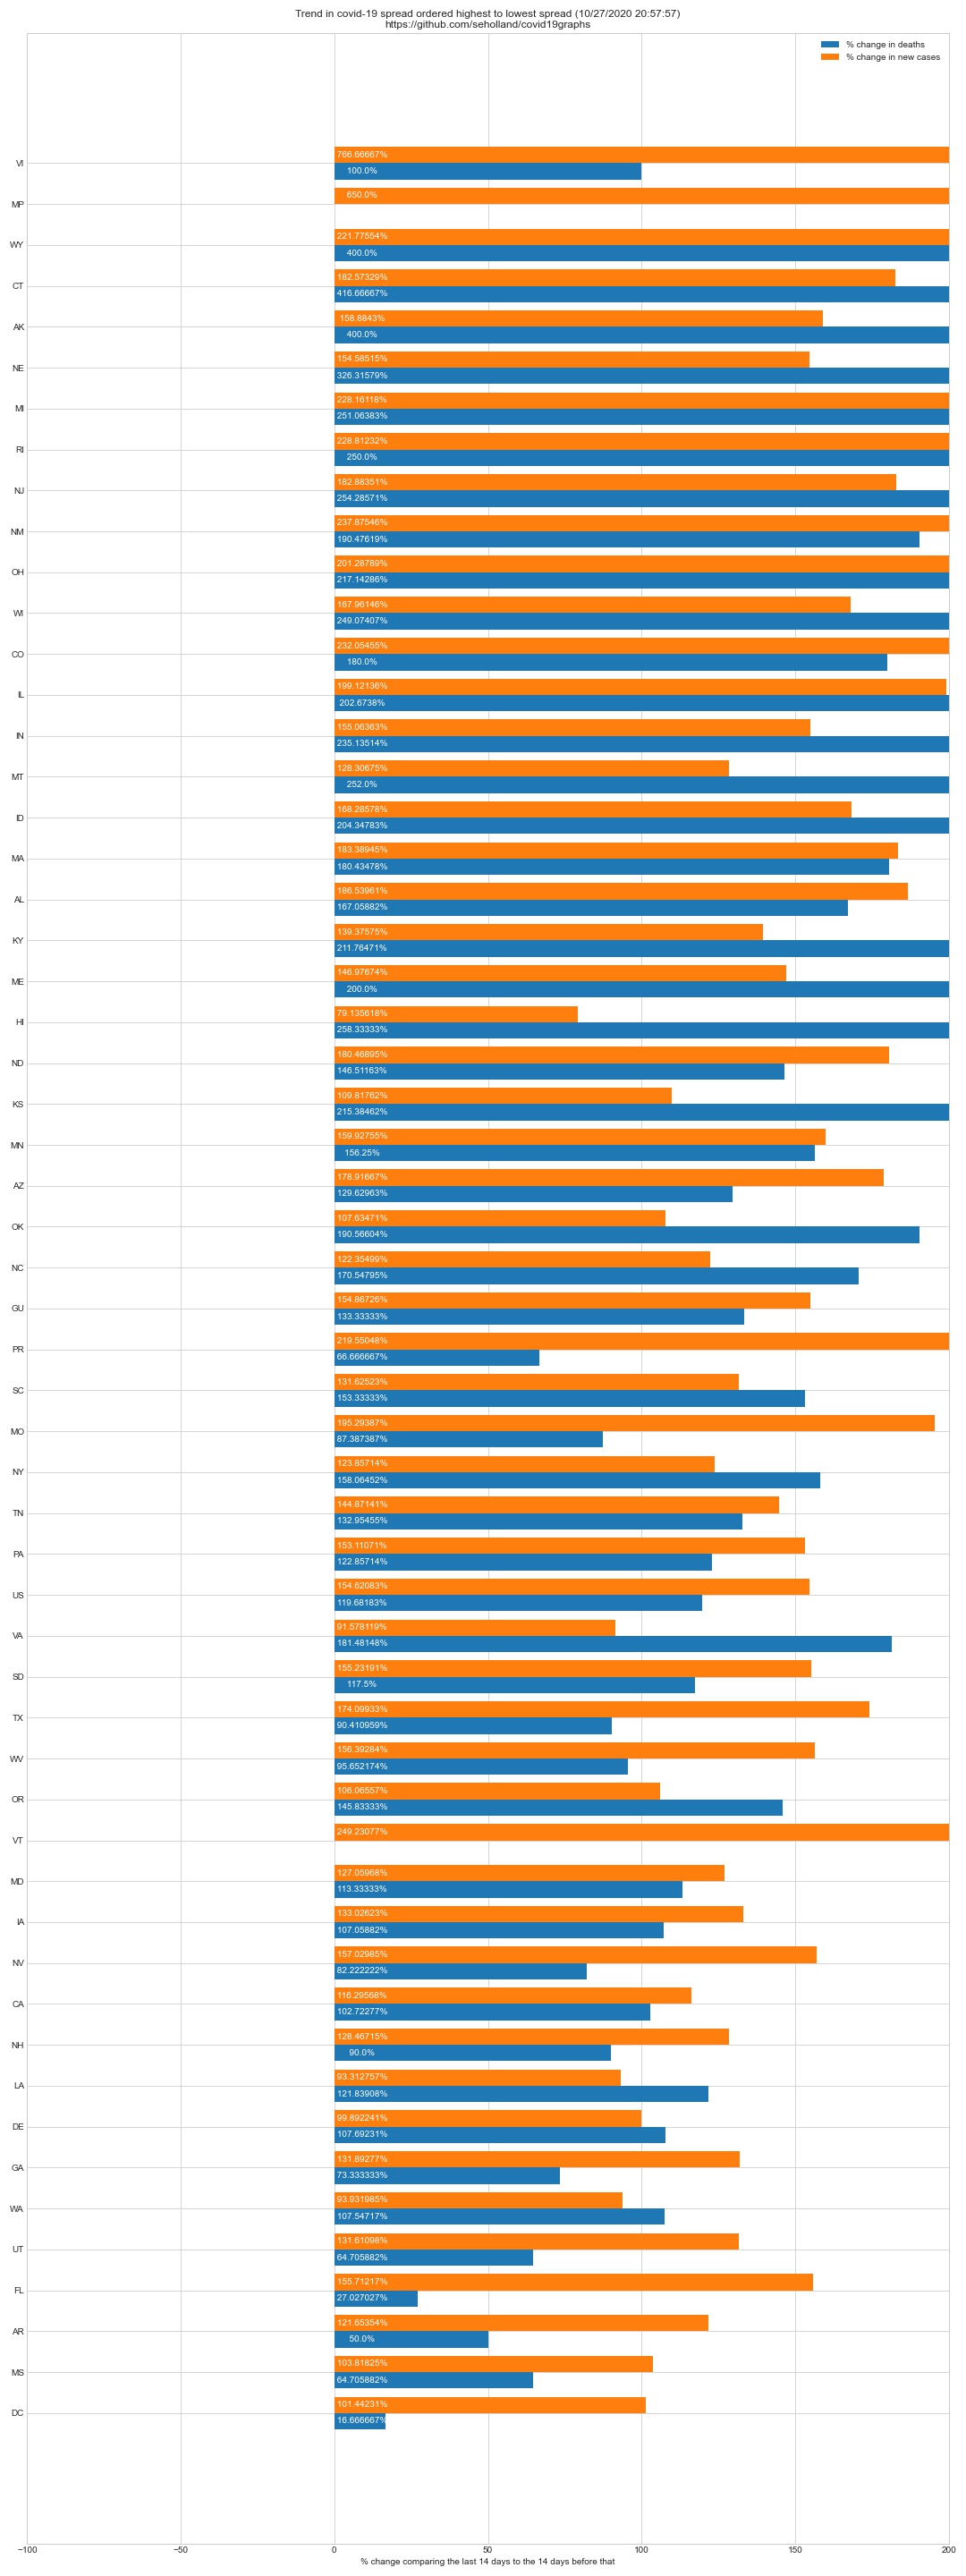 Trend in covid-19 spread ordered highest to lowest spread (10/27/2020 20:57:57)
https://github.com/seholland/covid19graphs
% change in deaths
% change in new cases
766.66667%
VI
100.0%
650.0%
MP
221.77554%
WY
400.0%
182.57329%
CT
416.66667%
158.8843%
AK
400.0%
154.58515%
NE
326.31579%
228.16118%
MI
251.06383%
228.81232%
RI
250.0%
182.88351%
NJ
254.28571%
237.87546%
NM
190.47619%
201.28789%
OH
217.14286%
167.96146%
WI
249.07407%
232.05455%
CO
180.0%
199.12136%
IL
202.6738%
155.06363%
IN
235.13514%
128.30675%
MT
252.0%
168.28578%
ID
204.34783%
183.38945%
MA
180.43478%
186.53961%
AL
167.05882%
139.37575%
KY
211.76471%
146.97674%
ME
200.0%
79.135618%
HI
258.33333%
180.46895%
ND
146.51163%
109.81762%
KS
215.38462%
159.92755%
MN
156.25%
178.91667%
AZ
129.62963%
107.63471%
OK
190.56604%
122.35499%
NC
170.54795%
154.86726%
GU
133.33333%
219.55048%
PR
66.666667%
131.62523%
SC
153.33333%
195.29387%
MO
87.387387%
123.85714%
NY
158.06452%
144.87141%
TN
132.95455%
153.11071%
PA
122.85714%
154.62083%
US
119.68183%
91.578119%
VA
181.48148%
155.23191%
SD
117.5%
174.09933%
TX
90.410959%
156.39284%
WV
95.652174%
106.06557%
OR
145.83333%
249.23077%
VT
127.05968%
MD
113.33333%
133.02623%
IA
107.05882%
157.02985%
NV
82.222222%
116.29568%
CA
102.72277%
128.46715%
NH
90.0%
93.312757%
LA
121.83908%
99.892241%
DE
107.69231%
131.89277%
GA
73.333333%
93.931985%
WA
107.54717%
131.61098%
UT
64.705882%
155.71217%
FL
27.027027%
121.65354%
AR
50.0%
103.81825%
MS
64.705882%
101.44231%
DC
16.666667%
−100 −50 0 50 100 150 200
% change comparing the last 14 days to the 14 days before that